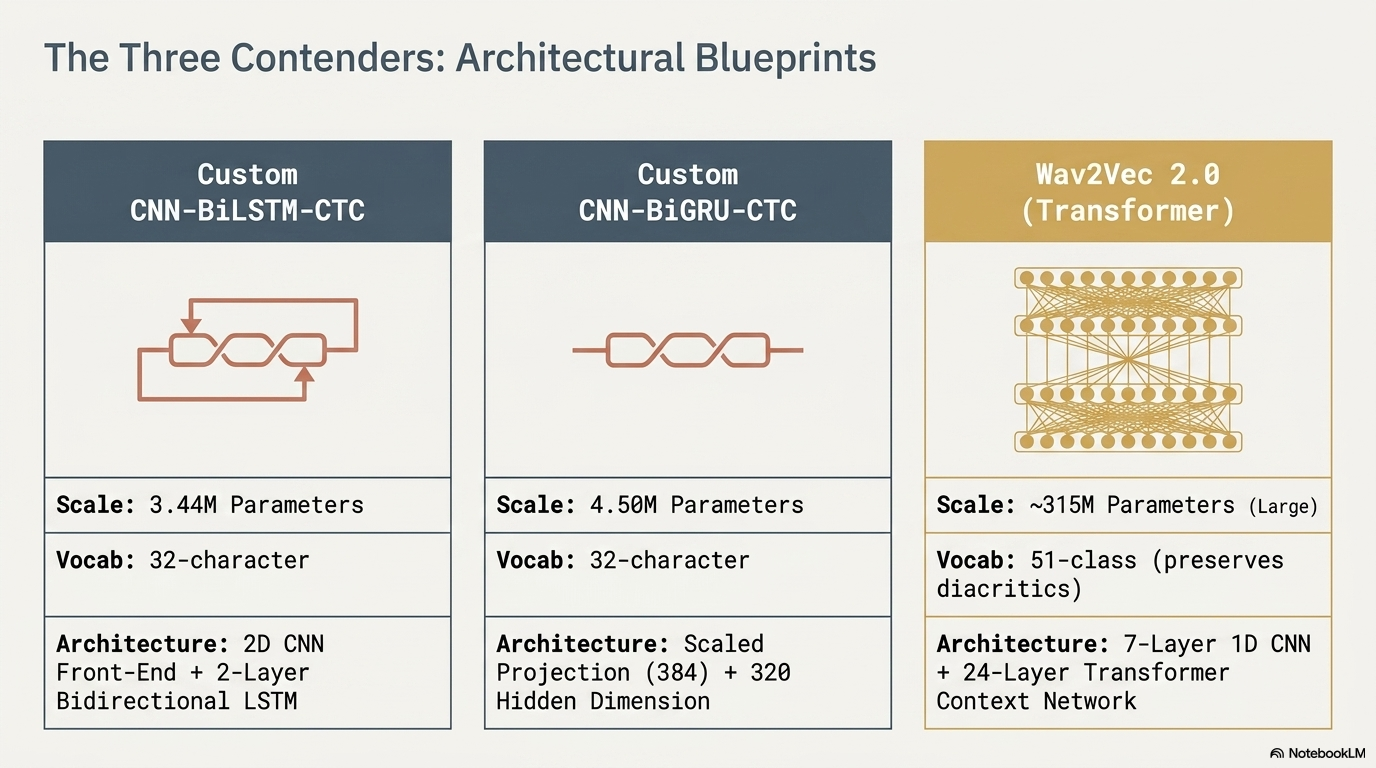 The Three Contenders: Architectural Blueprints
Custom
CNN-BiLSTM-CTC
Scale: 3.44M Parameters
Vocab: 32-character
Architecture: 2D CNN
Front-End + 2-Layer
Bidirectional LSTM
Custom
CNN-BiGRU-CTC
Scale: 4.50M Parameters
Vocab: 32-character
Architecture: Scaled
Projection (384) + 320
Hidden Dimension
Wav2Vec 2.0
(Transformer)
Scale: ~315M Parameters (Large)
Vocab: 51-class (preserves
diacritics)
Architecture: 7-Layer 1D CNN
+ 24-Layer Transformer
Context Network
NotebookLM